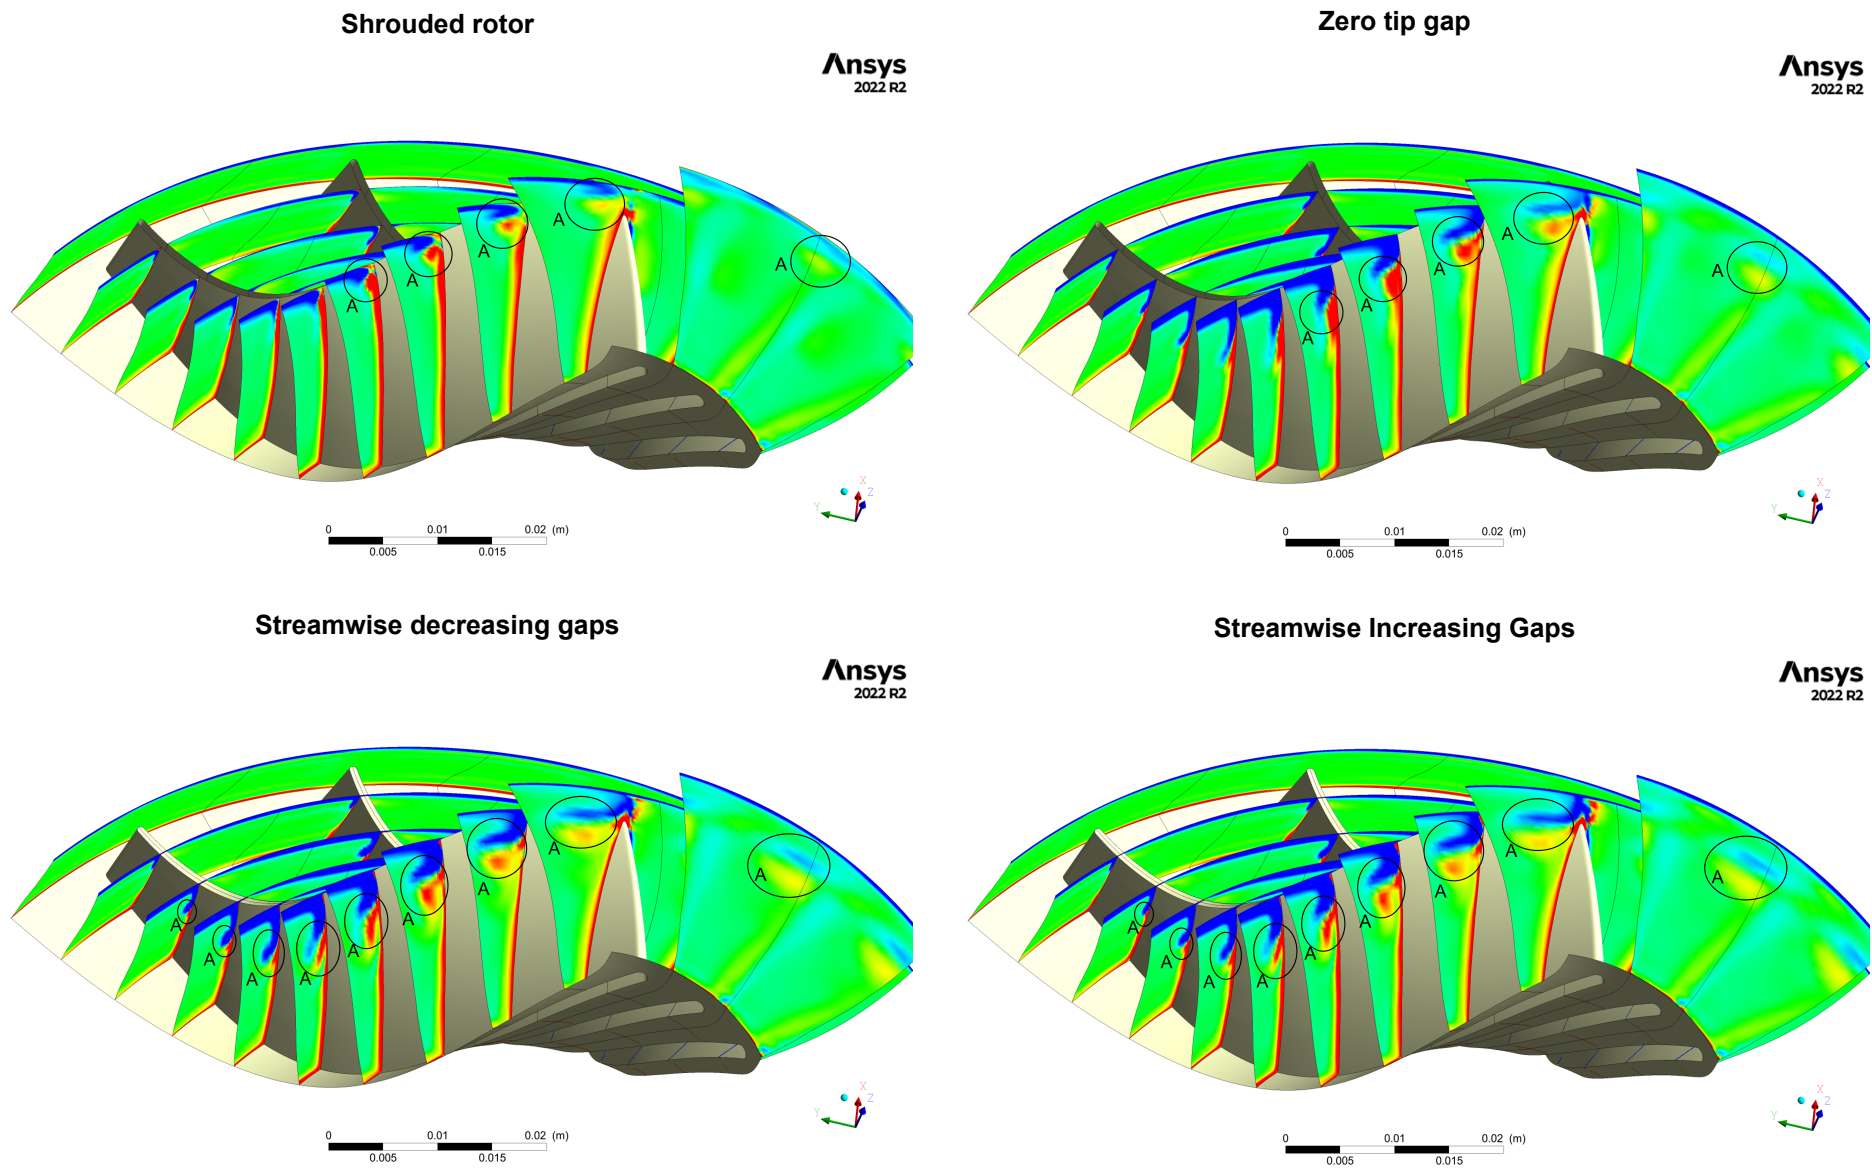 Shrouded rotor
Ansys
2022 R2
A
A
A
A
A
X
Y
Z
0
0.01
0.02 (m)
0.005
0.015
Zero tip gap
Ansys
2022 R2
A
A
A
A
A
X
Y
Z
0
0.01
0.02 (m)
0.005
0.015
Streamwise decreasing gaps
Ansys
2022 R2
A
A
A
A
A
A
A
A
A
X
Y
Z
0
0.01
0.02 (m)
0.005
0.015
Streamwise Increasing Gaps
Ansys
2022 R2
A
A
A
A
A
A
A
A
A
X
Y
Z
0
0.01
0.02 (m)
0.005
0.015